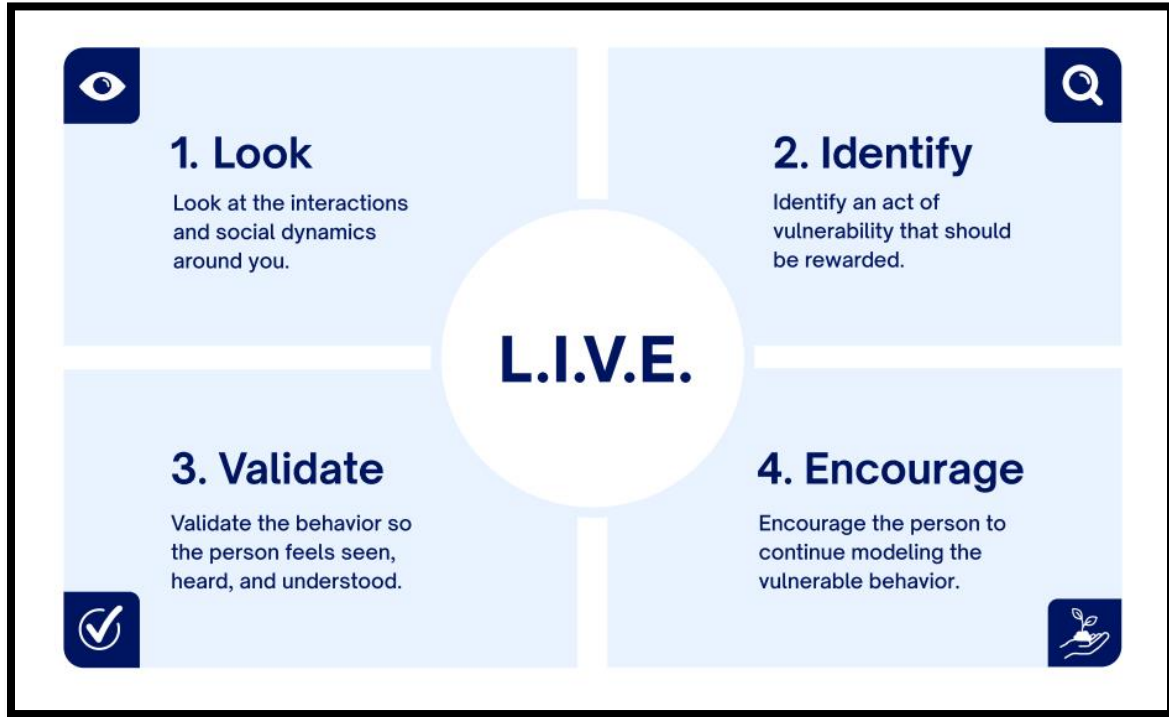 1. Look
Look at the interactions
and social dynamics
around you.
2. Identify
Identify an act of
vulnerability that should
be rewarded.
L.I.V.E.
3. Validate
Validate the behavior so
the person feels seen,
heard, and understood.
4. Encourage
Encourage the person to
continue modeling the
vulnerable behavior.